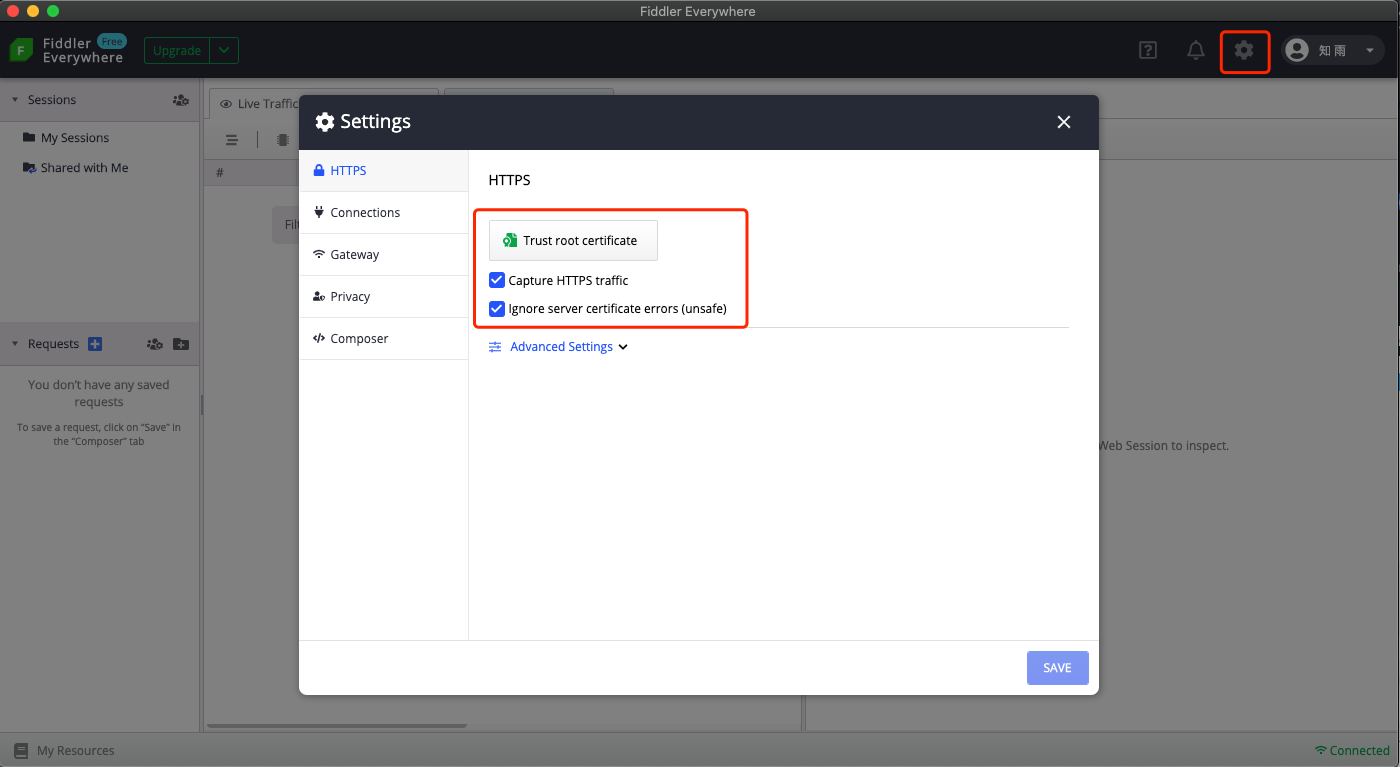 Fiddler Everywhere
F
Fiddler Free
Everywhere
Upgrade
?
知 雨
Sessions
My Sessions
Shared with Me
Requests
You don't have any saved
requests
To save a request, click on “Save” in
the “Composer” tab
Live Traffic
#
Settings
HTTPS
Connections
Gateway
Privacy
Composer
HTTPS
Trust root certificate
Capture HTTPS traffic
Ignore server certificate errors (unsafe)
Advanced Settings
SAVE
Web Session to inspect.
My Resources
Connected